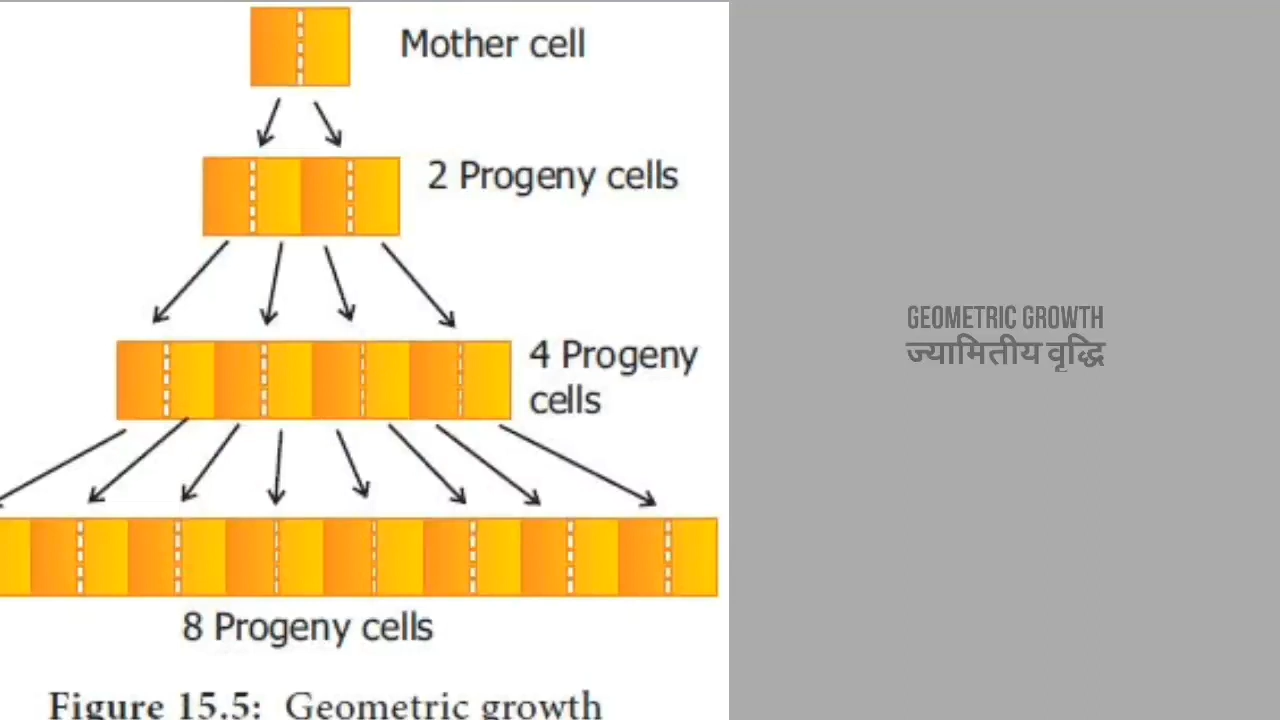 Mother cell
2 Progeny cells
4 Progeny
cells
8 Progeny cells
Figure 15.5: Geometric growth
GEOMETRIC GROWTH
ज्यामितीय वृद्धि